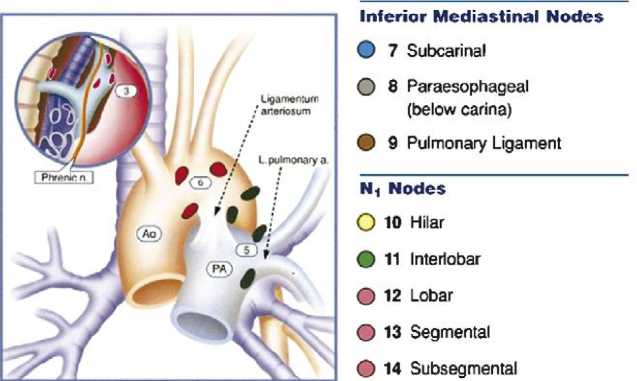 3
Ligamentum
arteriosum
L. pulmonary a.
Phrenic n.
6
Ao
5
PA
Inferior Mediastinal Nodes
7 Subcarinal
8 Paraesophageal
(below carina)
9 Pulmonary Ligament
N₁ Nodes
10 Hilar
11 Interlobar
12 Lobar
13 Segmental
14 Subsegmental